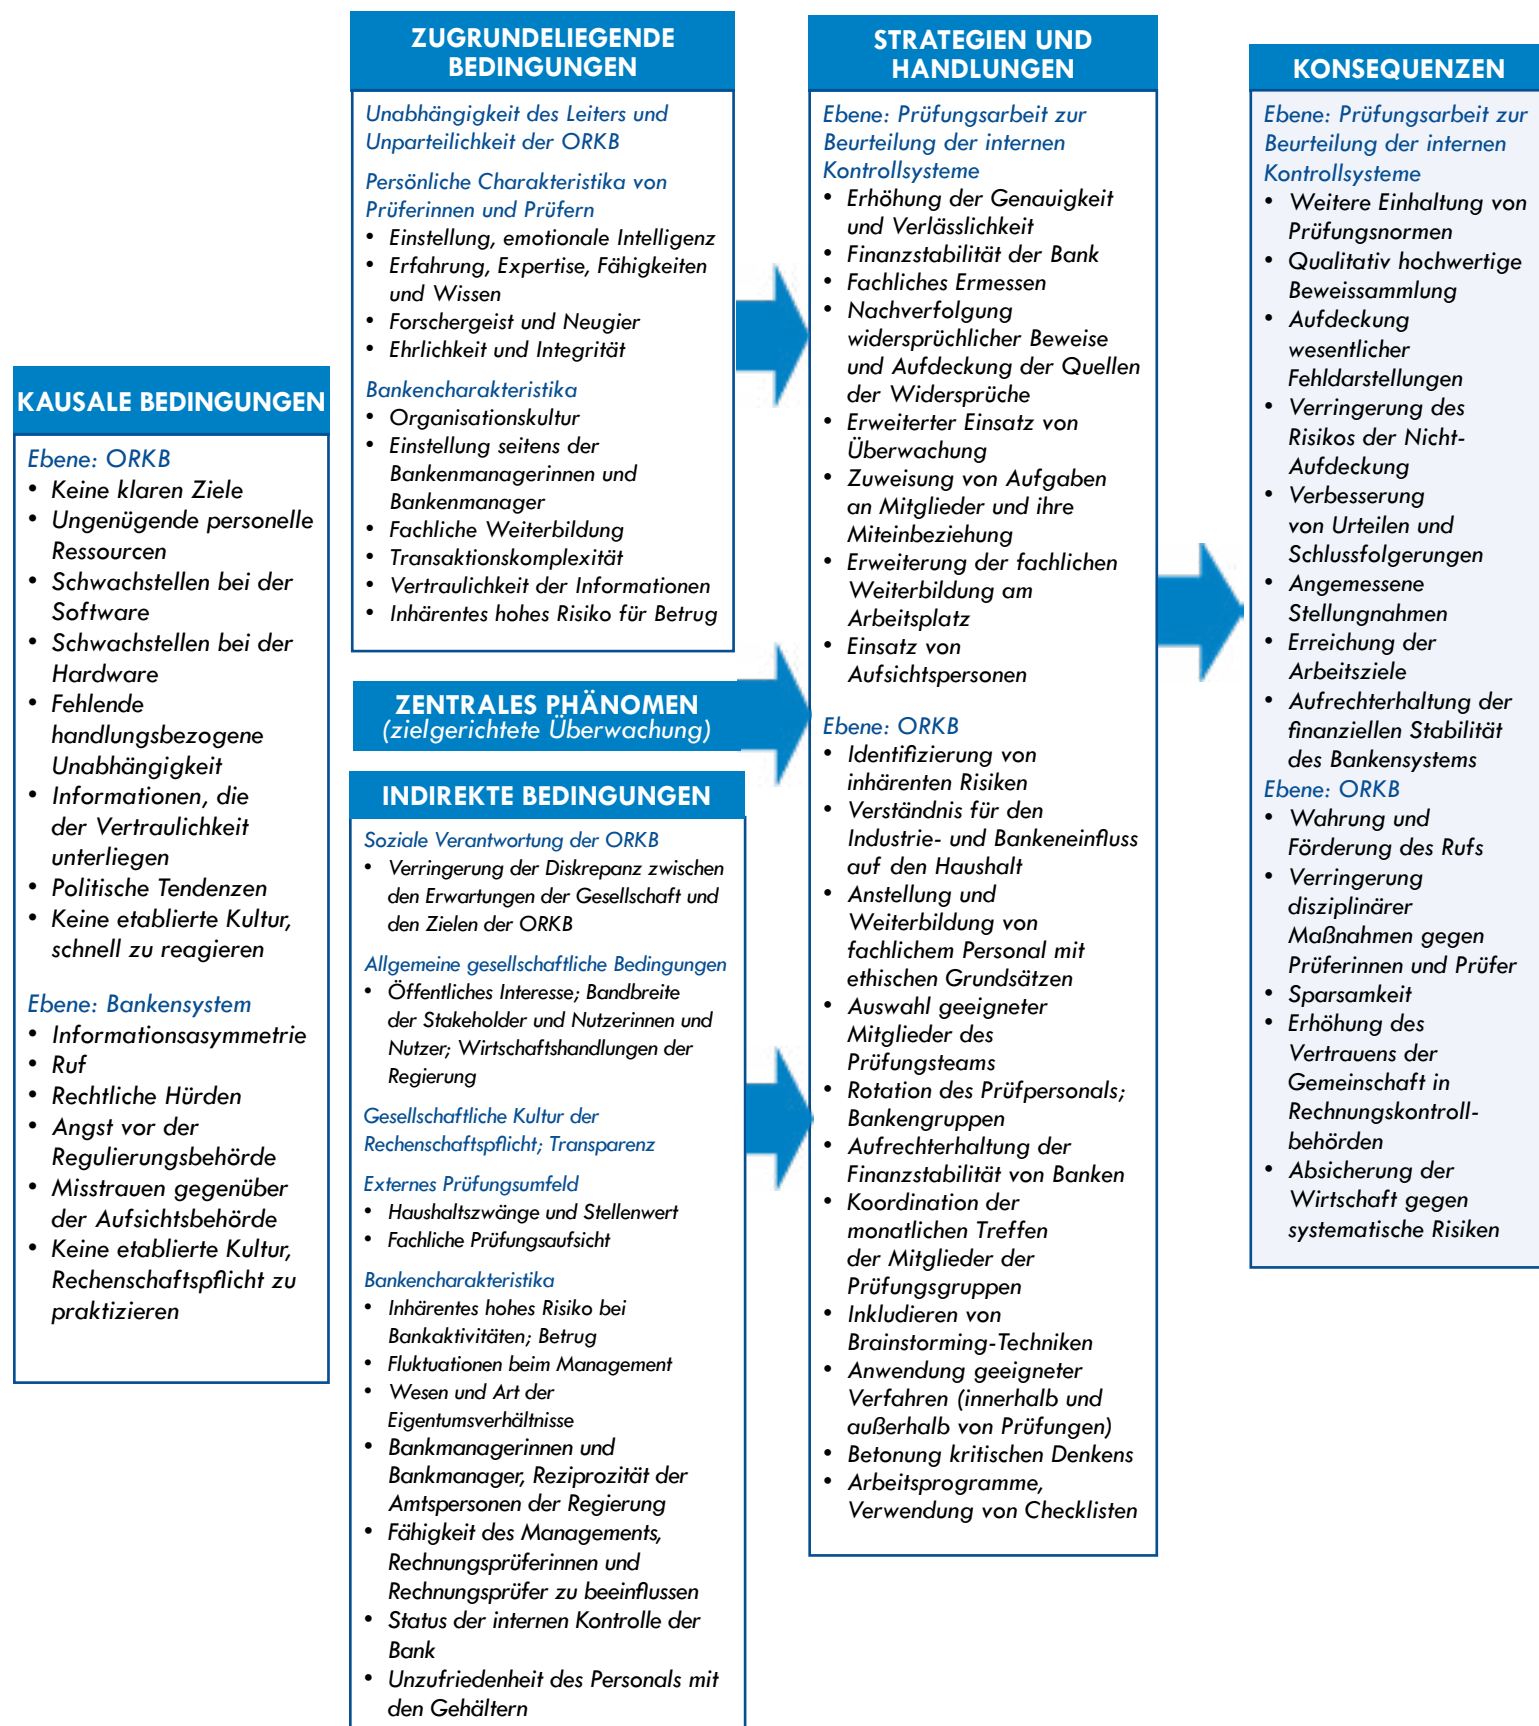 KAUSALE BEDINGUNGEN
Ebene: ORKB
• Keine klaren Ziele
• Ungenügende personelle
Ressourcen
• Schwachstellen bei der
Software
• Schwachstellen bei der
Hardware
• Fehlende
handlungsbezogene
Unabhängigkeit
• Informationen, die
der Vertraulichkeit
unterliegen
• Politische Tendenzen
• Keine etablierte Kultur,
schnell zu reagieren
Ebene: Bankensystem
• Informationsasymmetrie
• Ruf
• Rechtliche Hürden
• Angst vor der
Regulierungsbehörde
• Misstrauen gegenüber
der Aufsichtsbehörde
• Keine etablierte Kultur,
Rechenschaftspflicht zu
praktizieren
ZUGRUNDELIEGENDE
BEDINGUNGEN
Unabhängigkeit des Leiters und
Unparteilichkeit der ORKB
Persönliche Charakteristika von
Prüferinnen und Prüfern
• Einstellung, emotionale Intelligenz
• Erfahrung, Expertise, Fähigkeiten
und Wissen
• Forschergeist und Neugier
• Ehrlichkeit und Integrität
Bankencharakteristika
• Organisationskultur
• Einstellung seitens der
Bankenmanagerinnen und
Bankenmanager
• Fachliche Weiterbildung
• Transaktionskomplexität
• Vertraulichkeit der Informationen
• Inhärentes hohes Risiko für Betrug
ZENTRALES PHÄNOMEN
(zielgerichtete Überwachung)
INDIREKTE BEDINGUNGEN
Soziale Verantwortung der ORKB
• Verringerung der Diskrepanz zwischen
den Erwartungen der Gesellschaft und
den Zielen der ORKB
Allgemeine gesellschaftliche Bedingungen
• Öffentliches Interesse; Bandbreite
der Stakeholder und Nutzerinnen und
Nutzer; Wirtschaftshandlungen der
Regierung
Gesellschaftliche Kultur der
Rechenschaftspflicht; Transparenz
Externes Prüfungsumfeld
• Haushaltszwänge und Stellenwert
• Fachliche Prüfungsaufsicht
Bankencharakteristika
• Inhärentes hohes Risiko bei
Bankaktivitäten; Betrug
• Fluktuationen beim Management
• Wesen und Art der
Eigentumsverhältnisse
• Bankmanagerinnen und
Bankmanager, Reziprozität der
Amtspersonen der Regierung
• Fähigkeit des Managements,
Rechnungsprüferinnen und
Rechnungsprüfer zu beeinflussen
• Status der internen Kontrolle der
Bank
• Unzufriedenheit des Personals mit
den Gehältern
STRATEGIEN UND
HANDLUNGEN
Ebene: Prüfungsarbeit zur
Beurteilung der internen
Kontrollsysteme
• Erhöhung der Genauigkeit
und Verlässlichkeit
• Finanzstabilität der Bank
• Fachliches Ermessen
• Nachverfolgung
widersprüchlicher Beweise
und Aufdeckung der Quellen
der Widersprüche
• Erweiterter Einsatz von
Überwachung
• Zuweisung von Aufgaben
an Mitglieder und ihre
Miteinbeziehung
• Erweiterung der fachlichen
Weiterbildung am
Arbeitsplatz
• Einsatz von
Aufsichtspersonen
Ebene: ORKB
• Identifizierung von
inhärenten Risiken
• Verständnis für den
Industrie- und Bankeneinfluss
auf den Haushalt
• Anstellung und
Weiterbildung von
fachlichem Personal mit
ethischen Grundsätzen
• Auswahl geeigneter
Mitglieder des
Prüfungsteams
• Rotation des Prüfpersonals;
Bankengruppen
• Aufrechterhaltung der
Finanzstabilität von Banken
• Koordination der
monatlichen Treffen
der Mitglieder der
Prüfungsgruppen
• Inkludieren von
Brainstorming-Techniken
• Anwendung geeigneter
Verfahren (innerhalb und
außerhalb von Prüfungen)
• Betonung kritischen Denkens
• Arbeitsprogramme,
Verwendung von Checklisten
KONSEQUENZEN
Ebene: Prüfungsarbeit zur
Beurteilung der internen
Kontrollsysteme
• Weitere Einhaltung von
Prüfungsnormen
• Qualitativ hochwertige
Beweissammlung
• Aufdeckung
wesentlicher
Fehldarstellungen
• Verringerung des
Risikos der Nicht-
Aufdeckung
• Verbesserung
von Urteilen und
Schlussfolgerungen
• Angemessene
Stellungnahmen
• Erreichung der
Arbeitsziele
• Aufrechterhaltung der
finanziellen Stabilität
des Bankensystems
Ebene: ORKB
• Wahrung und
Förderung des Rufs
• Verringerung
disziplinärer
Maßnahmen gegen
Prüferinnen und Prüfer
• Sparsamkeit
• Erhöhung des
Vertrauens der
Gemeinschaft in
Rechnungskontroll-
behörden
• Absicherung der
Wirtschaft gegen
systematische Risiken